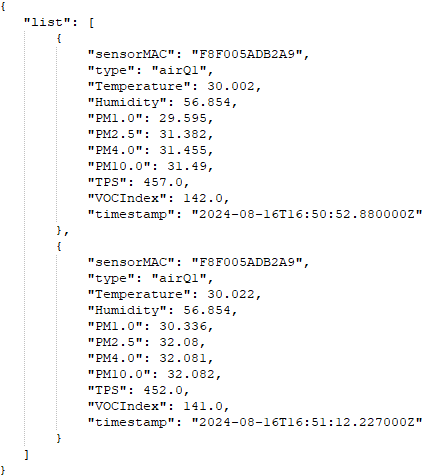 {
"list": [
{
"sensorMAC": "F8F005ADB2A9",
"type": "airQ1",
"Temperature": 30.002,
"Humidity": 56.854,
"PM1.0": 29.595,
"PM2.5": 31.382,
"PM4.0": 31.455,
"PM10.0": 31.49,
"TPS": 457.0,
"VOCIndex": 142.0,
"timestamp": "2024-08-16T16:50:52.880000Z"
},
{
"sensorMAC": "F8F005ADB2A9",
"type": "airQ1",
"Temperature": 30.022,
"Humidity": 56.854,
"PM1.0": 30.336,
"PM2.5": 32.08,
"PM4.0": 32.081,
"PM10.0": 32.082,
"TPS": 452.0,
"VOCIndex": 141.0,
"timestamp": "2024-08-16T16:51:12.227000Z"
}
]
}